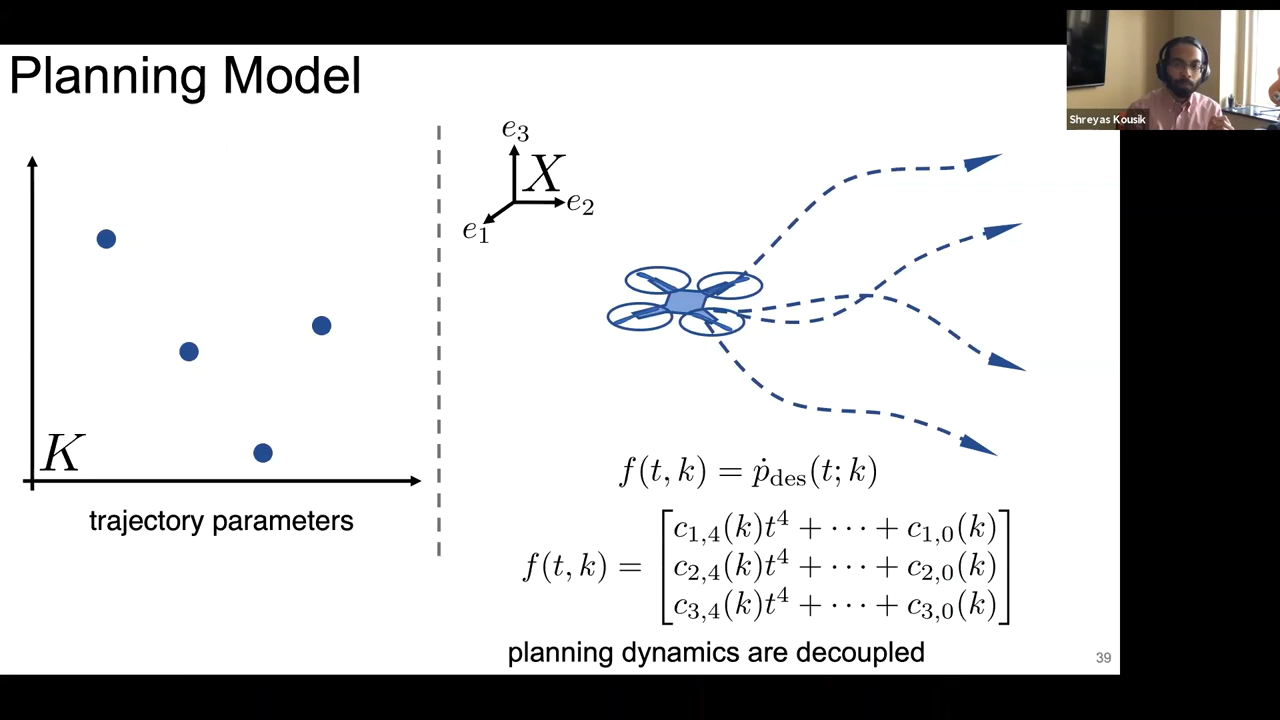 Planning Model
Shreyas Kousik
e₃
X
e₂
e₁
K
trajectory parameters
f(t, k) = ṗ_des(t; k)
f(t, k) = [c₁,₄(k)t⁴ + ⋯ + c₁,₀(k)
c₂,₄(k)t⁴ + ⋯ + c₂,₀(k)
c₃,₄(k)t⁴ + ⋯ + c₃,₀(k)]
planning dynamics are decoupled
39